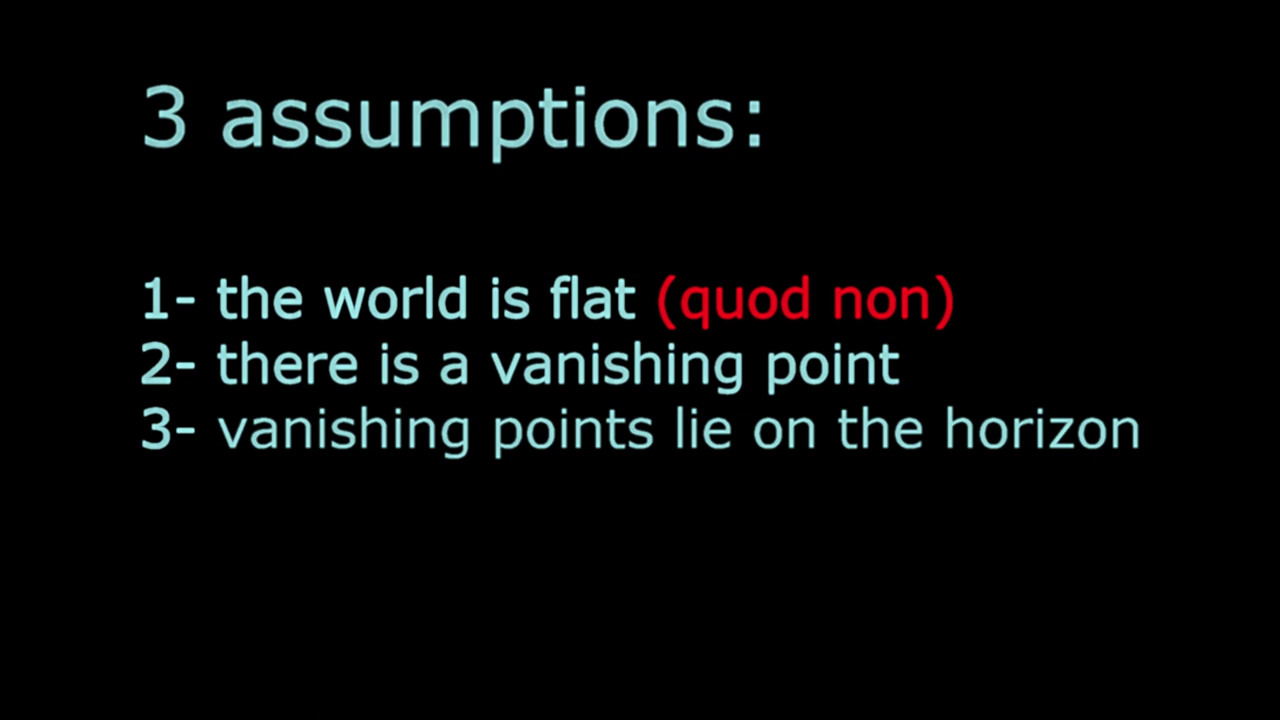 3 assumptions:
1- the world is flat (quod non)
2- there is a vanishing point
3- vanishing points lie on the horizon